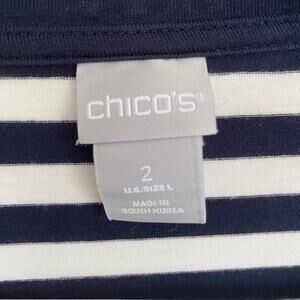 chico's®
2
U.S. SIZE L
MADE IN
SOUTH KOREA